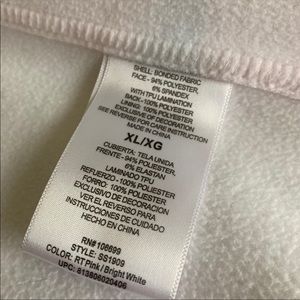 SHELL: BONDED FABRIC
FACE - 94% POLYESTER,
6% SPANDEX
WITH TPU LAMINATION
BACK - 100% POLYESTER
LINING: 100% POLYESTER
EXCLUSIVE OF DECORATION
SEE REVERSE FOR CARE INSTRUCTION
MADE IN CHINA
XL/XG
CUBIERTA: TELA UNIDA
FRENTE - 94% POLIESTER,
6% ELASTAN
LAMINADO TPU
REFUERZO - 100% POLIESTER
FORRO: 100% POLIESTER
EXCLUSIVO DE DECORACION
VER EL REVERSO PARA
INSTRUCCIONES DE CUIDADO
HECHO EN CHINA
RN#106699
STYLE: SS1909
COLOR: RT Pink / Bright White
UPC: 813806020406